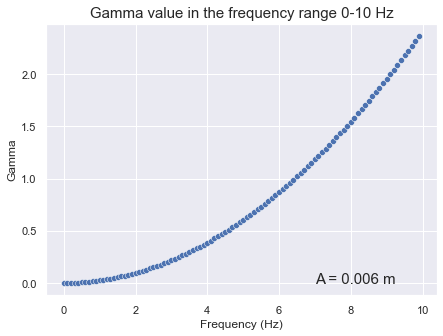 Gamma value in the frequency range 0-10 Hz
Gamma
2.0
1.5
1.0
0.5
0.0
A = 0.006 m
0 2 4 6 8 10
Frequency (Hz)